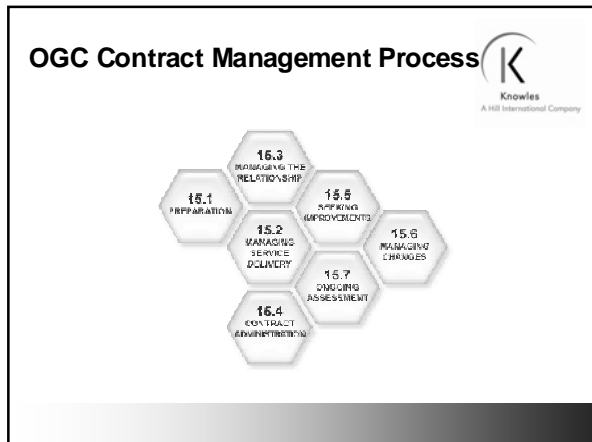 OGC Contract Management Process
K
Knowles
A Hill International Company
15.3
MANAGING THE
RELATIONSHIP
15.1
PREPARATION
15.5
SEEKING
IMPROVEMENTS
15.2
MANAGING
SERVICE
DELIVERY
15.6
MANAGING
CHANGES
15.7
ONGOING
ASSESSMENT
15.4
CONTRACT
ADMINISTRATION